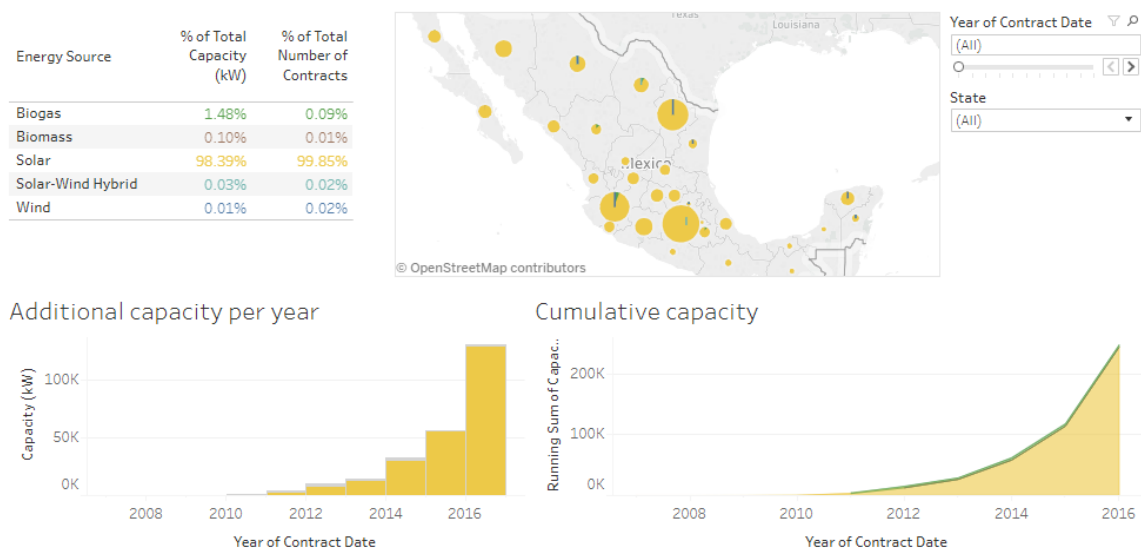 Energy Source
% of Total
Capacity
(kW)
% of Total
Number of
Contracts
Biogas 1.48% 0.09%
Biomass 0.10% 0.01%
Solar 98.39% 99.85%
Solar-Wind Hybrid 0.03% 0.02%
Wind 0.01% 0.02%
Texas
Louisiana
Mexico
© OpenStreetMap contributors
Year of Contract Date
(All)
State
(All)
Additional capacity per year
Capacity (kW)
100K
50K
0K
2008 2010 2012 2014 2016
Year of Contract Date
Cumulative capacity
Running Sum of Capac..
200K
100K
0K
2008 2010 2012 2014 2016
Year of Contract Date